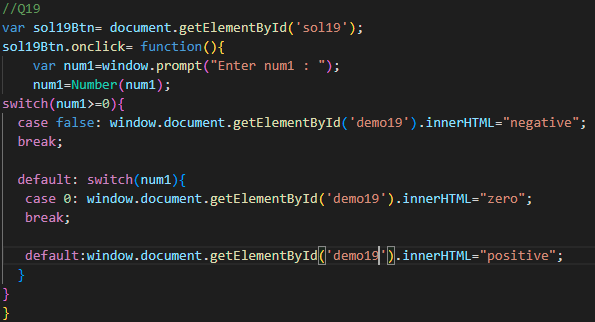 //Q19
var sol19Btn= document.getElementById('sol19');
sol19Btn.onclick= function(){
    var num1=window.prompt("Enter num1 : ");
    num1=Number(num1);
switch(num1>=0){
  case false: window.document.getElementById('demo19').innerHTML="negative";
  break;

  default: switch(num1){
   case 0: window.document.getElementById('demo19').innerHTML="zero";
   break;

   default:window.document.getElementById('demo19').innerHTML="positive";
  }
}
}